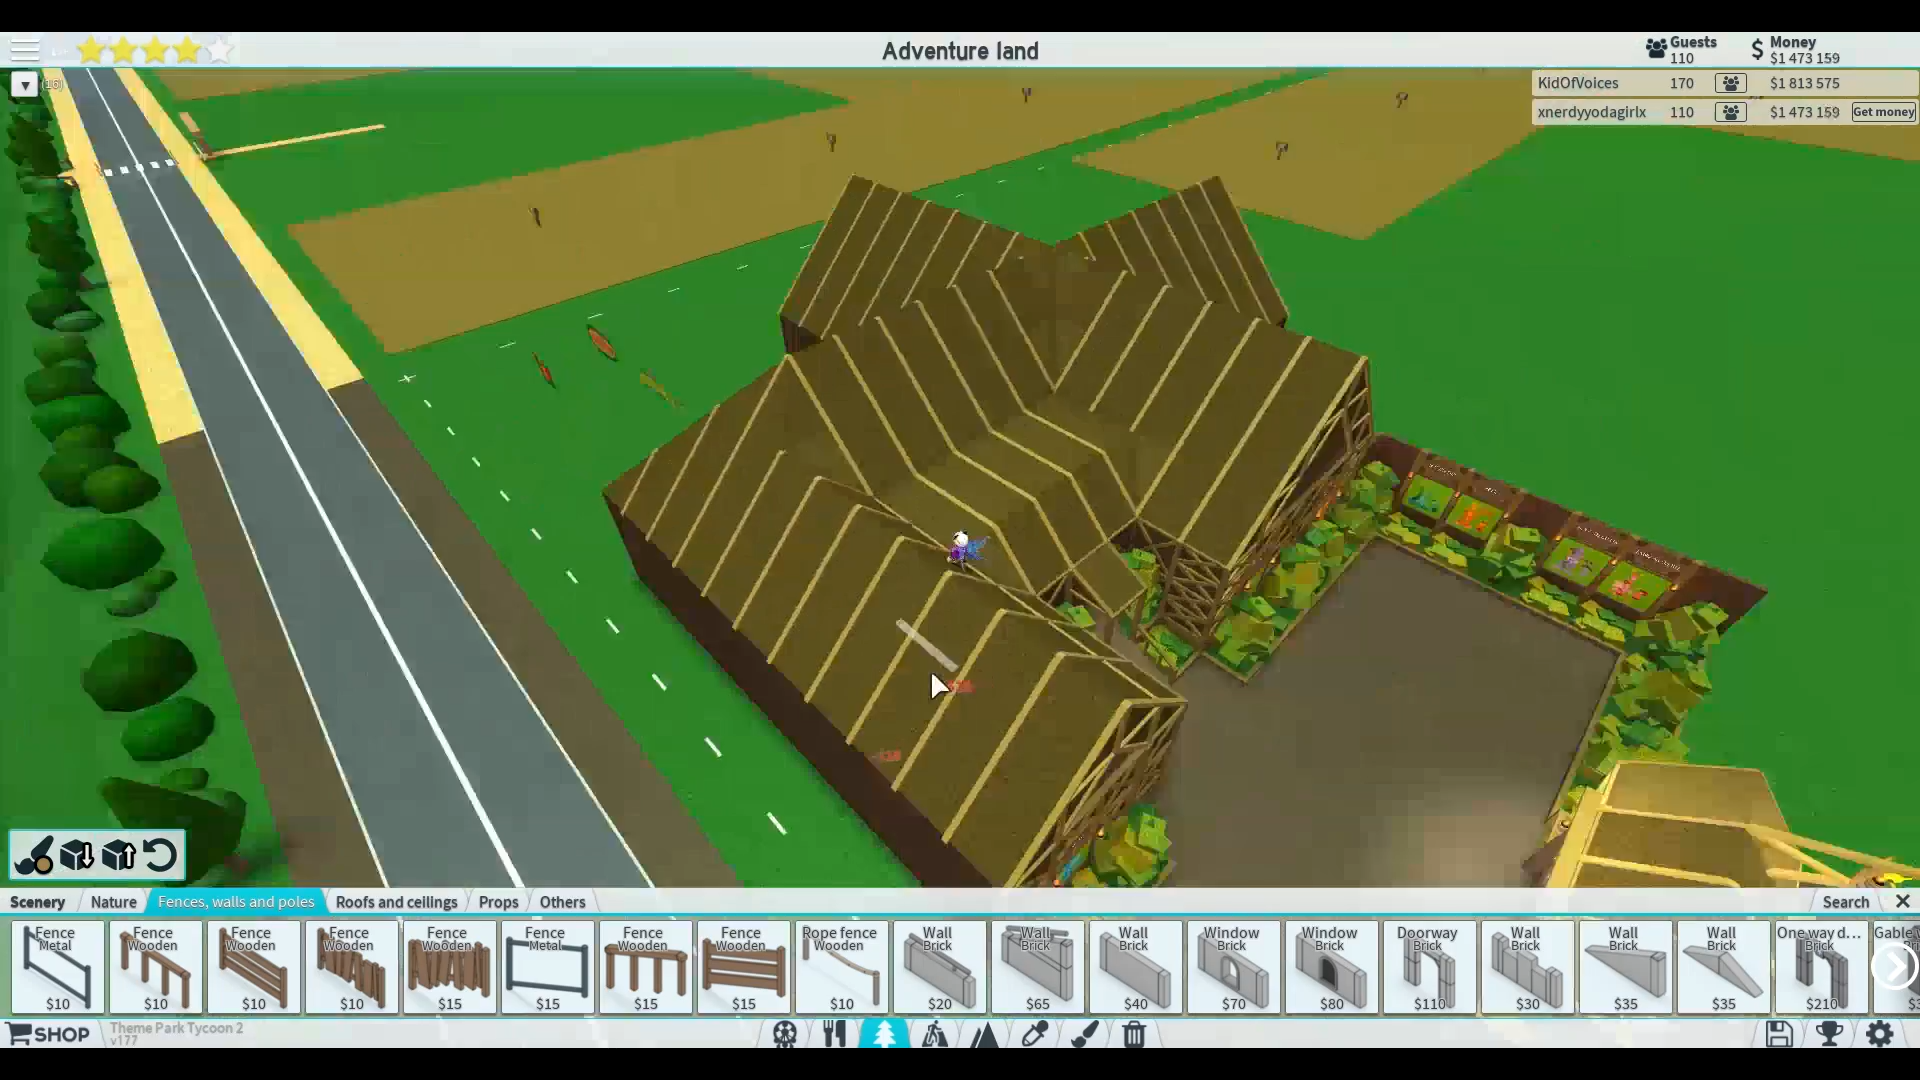 Adventure land
Guests
110
$ Money
$1 473 159
(16)
KidOfVoices 170 $1 813 575
xnerdyyodagirlx 110 $1 473 159 Get money
Scenery Nature Fences, walls and poles Roofs and ceilings Props Others Search
Fence Metal $10
Fence Wooden $10
Fence Wooden $10
Fence Wooden $10
Fence Wooden $15
Fence Metal $15
Fence Wooden $15
Fence Wooden $15
Rope fence Wooden $10
Wall Brick $20
Wall Brick $65
Wall Brick $40
Window Brick $70
Window Brick $80
Doorway Brick $110
Wall Brick $30
Wall Brick $35
Wall Brick $35
One way d... Brick $210
SHOP
Theme Park Tycoon 2
v177